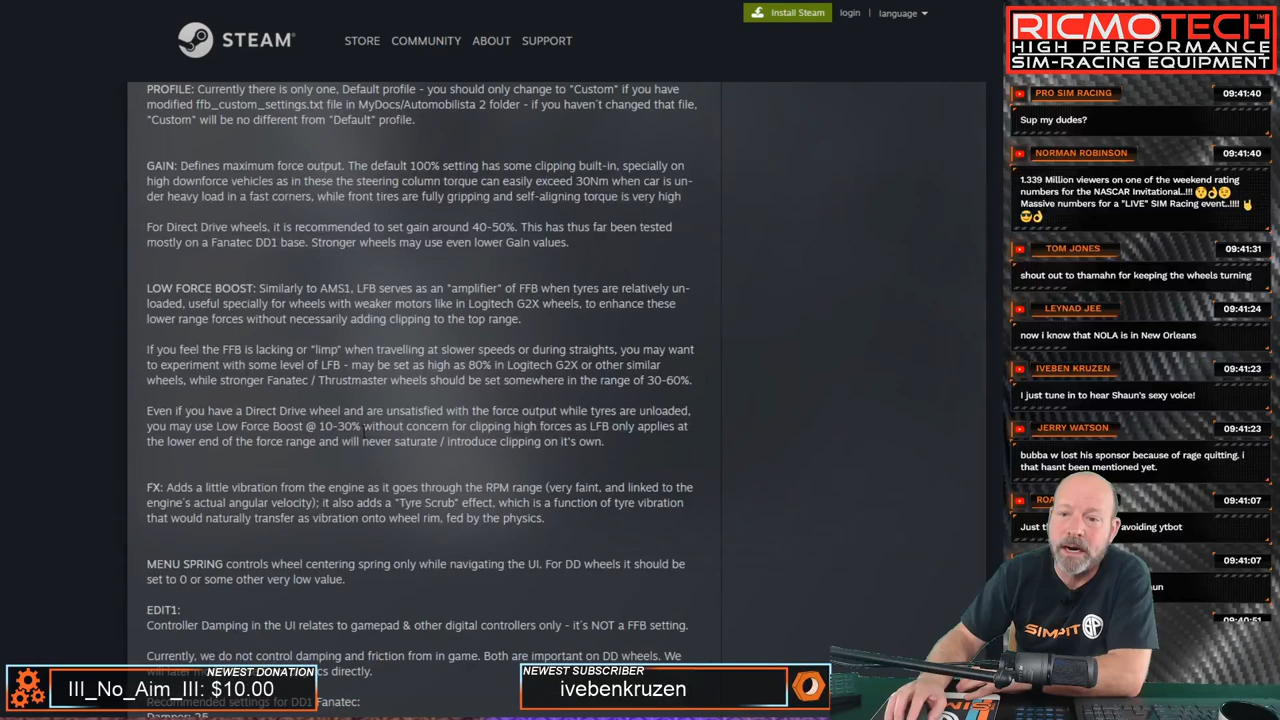 Install Steam
login
language
STEAM
STORE
COMMUNITY
ABOUT
SUPPORT
PROFILE: Currently there is only one, Default profile - you should only change to "Custom" if you have
modified ffb_custom_settings.txt file in MyDocs/Automobilista 2 folder - if you haven´t changed that file,
"Custom" will be no different from "Default" profile.
GAIN: Defines maximum force output. The default 100% setting has some clipping built-in, specially on
high downforce vehicles as in these the steering column torque can easily exceed 30Nm when car is un-
der heavy load in a fast corners, while front tires are fully gripping and self-aligning torque is very high
For Direct Drive wheels, it is recommended to set gain around 40-50%. This has thus far been tested
mostly on a Fanatec DD1 base. Stronger wheels may use even lower Gain values.
LOW FORCE BOOST: Similarly to AMS1, LFB serves as an "amplifier" of FFB when tyres are relatively un-
loaded, useful specially for wheels with weaker motors like in Logitech G2X wheels, to enhance these
lower range forces without necessarily adding clipping to the top range.
If you feel the FFB is lacking or "limp" when travelling at slower speeds or during straights, you may want
to experiment with some level of LFB - may be set as high as 80% in Logitech G2X or other similar
wheels, while stronger Fanatec / Thrustmaster wheels should be set somewhere in the range of 30-60%.
Even if you have a Direct Drive wheel and are unsatisfied with the force output while tyres are unloaded,
you may use Low Force Boost @ 10-30% without concern for clipping high forces as LFB only applies at
the lower end of the force range and will never saturate / introduce clipping on it's own.
FX: Adds a little vibration from the engine as it goes through the RPM range (very faint, and linked to the
engine's actual angular velocity); it also adds a "Tyre Scrub" effect, which is a function of tyre vibration
that would naturally transfer as vibration onto wheel rim, fed by the physics.
MENU SPRING controls wheel centering spring only while navigating the UI. For DD wheels it should be
set to 0 or some other very low value.
EDIT1:
Controller Damping in the UI relates to gamepad & other digital controllers only - it´s NOT a FFB setting.
Currently, we do not control damping and friction from in game. Both are important on DD wheels. We
will later
directly.
Recommended settings for DD1 Fanatec:
Damper: 25
RICMOTECH
HIGH PERFORMANCE
SIM-RACING EQUIPMENT
PRO SIM RACING 09:41:40
Sup my dudes?
NORMAN ROBINSON 09:41:40
1.339 Million viewers on one of the weekend rating
numbers for the NASCAR Invitational..!!!
Massive numbers for a "LIVE" SIM Racing event..!!!!
TOM JONES 09:41:31
shout out to thamahn for keeping the wheels turning
LEYNAD JEE 09:41:24
now i know that NOLA is in New Orleans
IVEBEN KRUZEN 09:41:23
I just tune in to hear Shaun's sexy voice!
JERRY WATSON 09:41:23
bubba w lost his sponsor because of rage quitting. i
that hasnt been mentioned yet.
09:41:07
avoiding ytbot
09:41:07
09:40:51
SIMPIT SP
NEWEST DONATION
III_No_Aim_III: $10.00
NEWEST SUBSCRIBER
ivebenkruzen